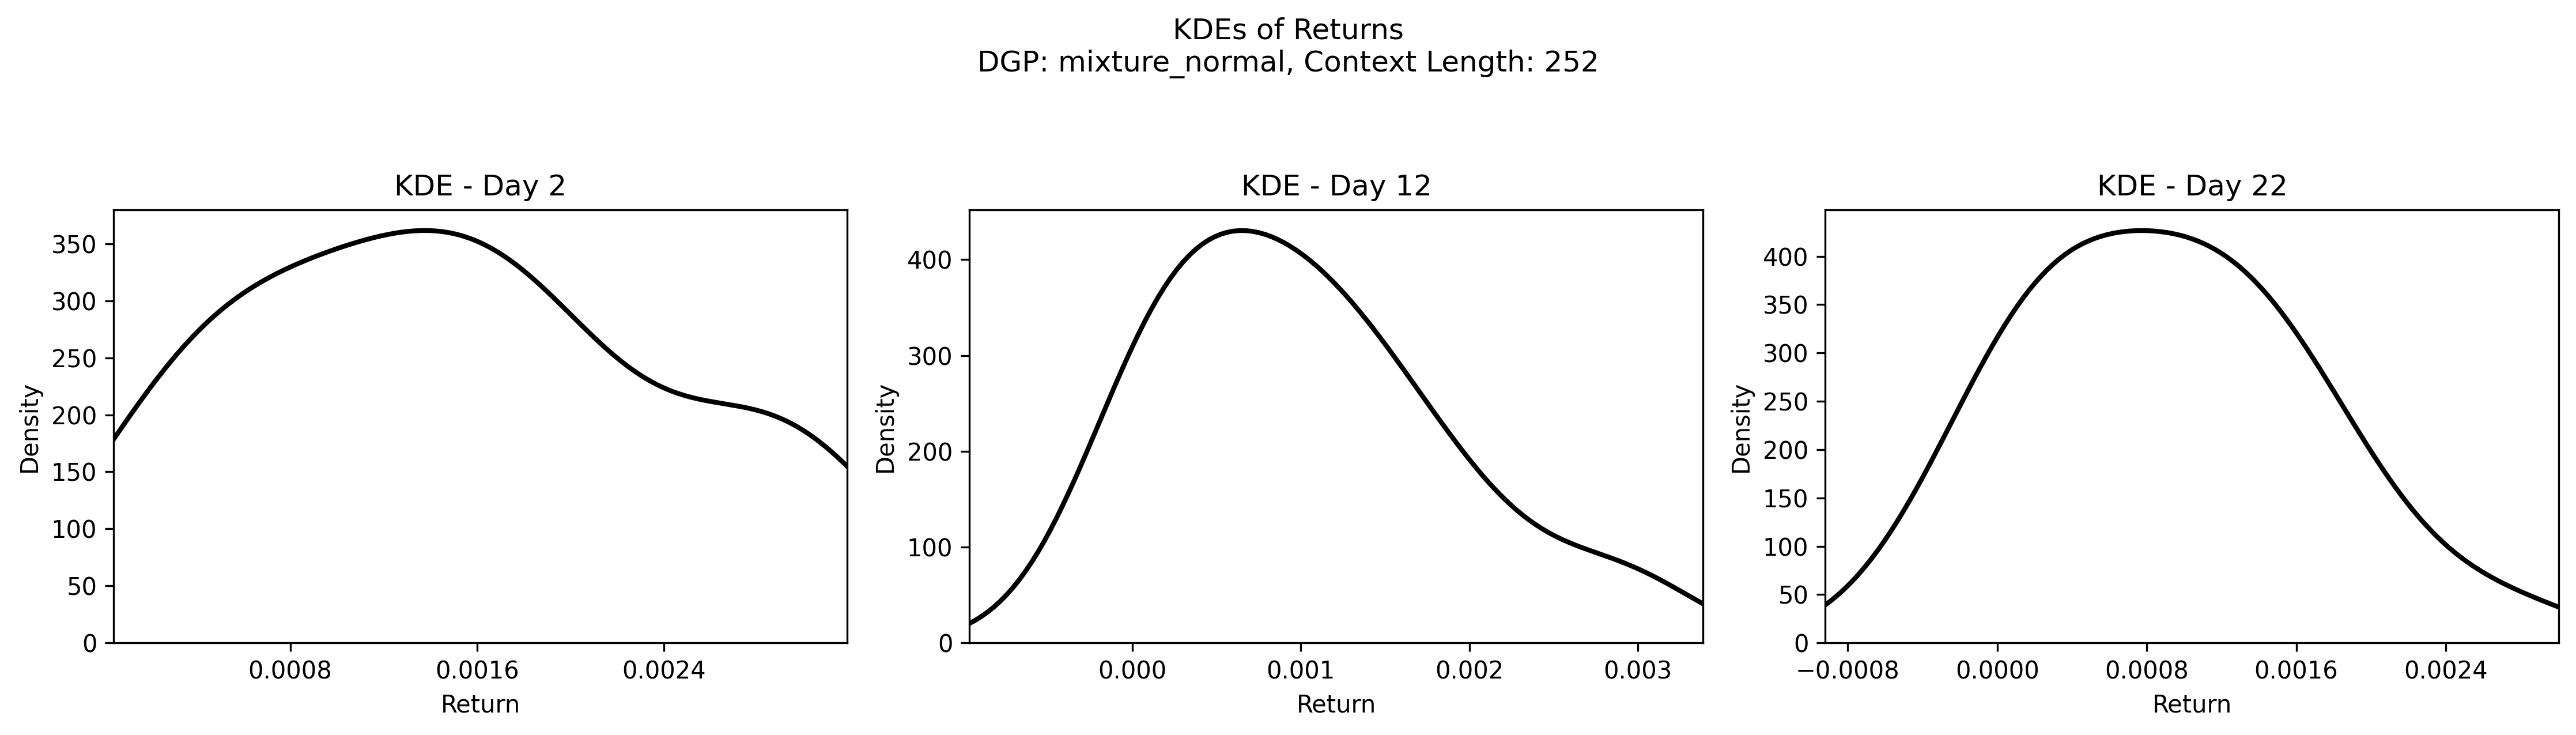 KDEs of Returns
DGP: mixture_normal, Context Length: 252
KDE - Day 2
Density
350
300
250
200
150
100
50
0
0.0008 0.0016 0.0024
Return
KDE - Day 12
Density
400
300
200
100
0
0.000 0.001 0.002 0.003
Return
KDE - Day 22
Density
400
350
300
250
200
150
100
50
0
−0.0008 0.0000 0.0008 0.0016 0.0024
Return